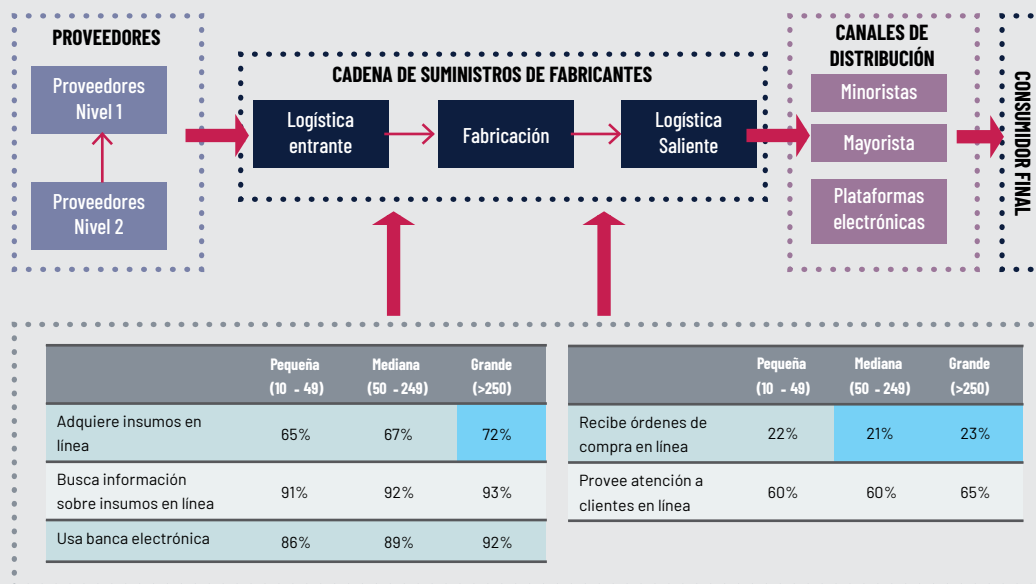 PROVEEDORES
Proveedores
Nivel 1
Proveedores
Nivel 2
CADENA DE SUMINISTROS DE FABRICANTES
Logística
entrante
Fabricación
Logística
Saliente
CANALES DE
DISTRIBUCIÓN
Minoristas
Mayorista
Plataformas
electrónicas
CONSUMIDOR FINAL
Pequeña Mediana Grande
(10 - 49) (50 - 249) (>250)
Adquiere insumos en
línea 65% 67% 72%
Busca información
sobre insumos en línea 91% 92% 93%
Usa banca electrónica 86% 89% 92%
Pequeña Mediana Grande
(10 - 49) (50 - 249) (>250)
Recibe órdenes de
compra en línea 22% 21% 23%
Provee atención a
clientes en línea 60% 60% 65%